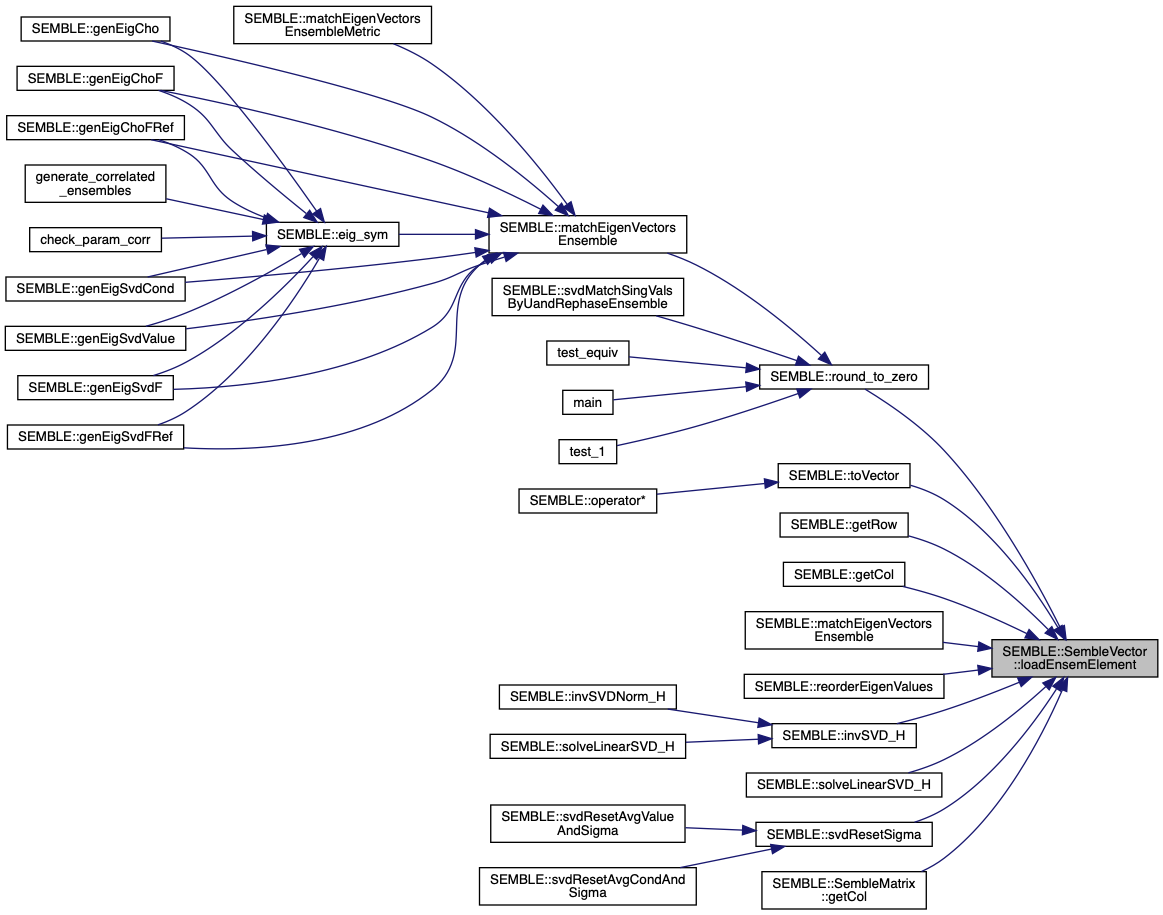 SEMBLE::genEigCho
SEMBLE::matchEigenVectors
EnsembleMetric
SEMBLE::genEigChoF
SEMBLE::genEigChoFRef
generate_correlated
_ensembles
check_param_corr
SEMBLE::eig_sym
SEMBLE::matchEigenVectors
Ensemble
SEMBLE::genEigSvdCond
SEMBLE::svdMatchSingVals
ByUandRephaseEnsemble
SEMBLE::genEigSvdValue
test_equiv
SEMBLE::round_to_zero
SEMBLE::genEigSvdF
main
SEMBLE::genEigSvdFRef
test_1
SEMBLE::toVector
SEMBLE::operator*
SEMBLE::getRow
SEMBLE::getCol
SEMBLE::matchEigenVectors
Ensemble
SEMBLE::SembleVector
::loadEnsemElement
SEMBLE::reorderEigenValues
SEMBLE::invSVDNorm_H
SEMBLE::invSVD_H
SEMBLE::solveLinearSVD_H
SEMBLE::solveLinearSVD_H
SEMBLE::svdResetAvgValue
AndSigma
SEMBLE::svdResetSigma
SEMBLE::svdResetAvgCondAnd
Sigma
SEMBLE::SembleMatrix
::getCol